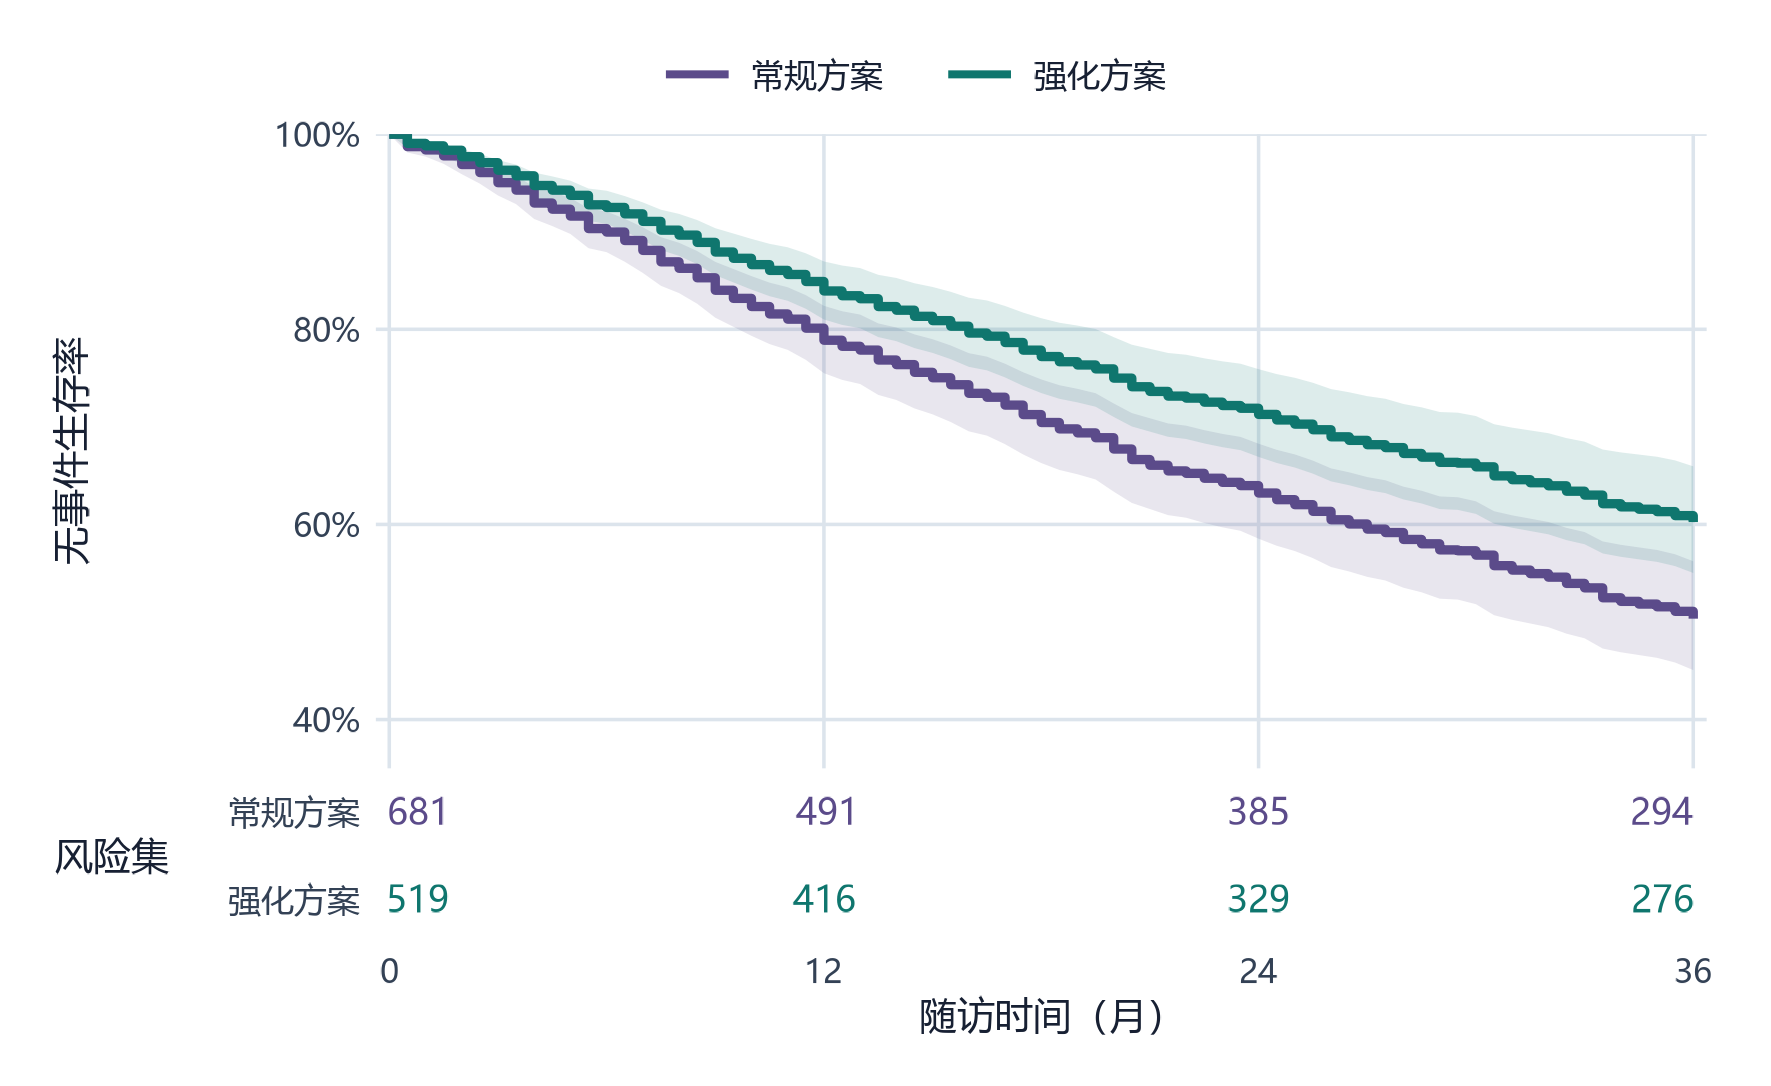 常规方案 强化方案
100%
80%
60%
40%
无事件生存率
常规方案 681 491 385 294
风险集
强化方案 519 416 329 276
0 12 24 36
随访时间（月）